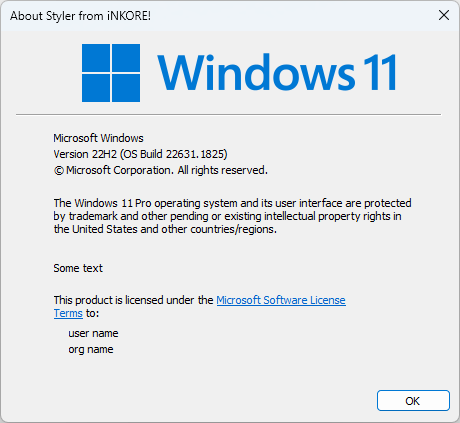 About Styler from iNKORE!
Windows 11
Microsoft Windows
Version 22H2 (OS Build 22631.1825)
© Microsoft Corporation. All rights reserved.
The Windows 11 Pro operating system and its user interface are protected
by trademark and other pending or existing intellectual property rights in
the United States and other countries/regions.
Some text
This product is licensed under the Microsoft Software License
Terms to:
user name
org name
OK